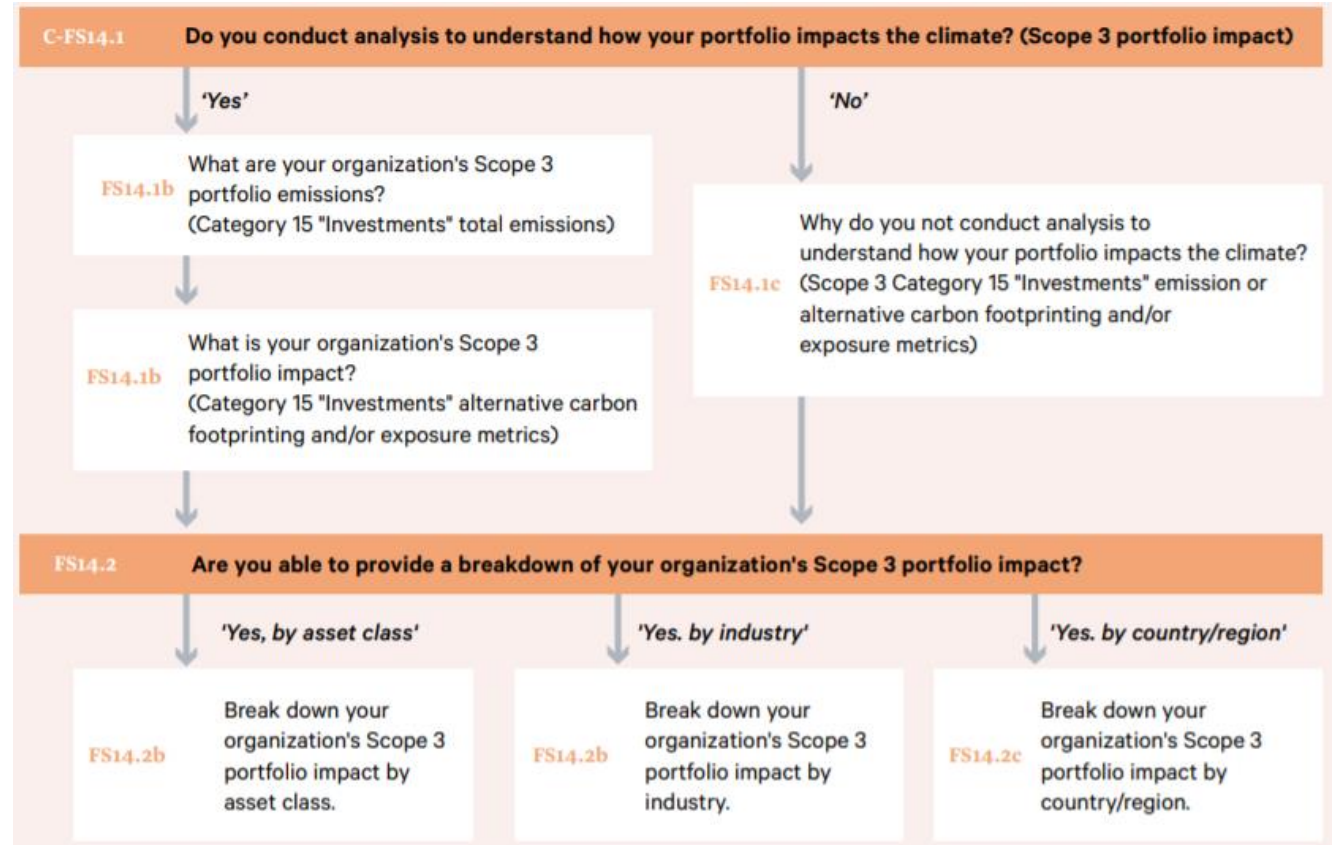 C-FS14.1 Do you conduct analysis to understand how your portfolio impacts the climate? (Scope 3 portfolio impact)
'Yes'
'No'
FS14.1b
What are your organization's Scope 3
portfolio emissions?
(Category 15 "Investments" total emissions)
FS14.1c
Why do you not conduct analysis to
understand how your portfolio impacts the climate?
(Scope 3 Category 15 "Investments" emission or
alternative carbon footprinting and/or
exposure metrics)
FS14.1b
What is your organization's Scope 3
portfolio impact?
(Category 15 "Investments" alternative carbon
footprinting and/or exposure metrics)
FS14.2 Are you able to provide a breakdown of your organization's Scope 3 portfolio impact?
'Yes, by asset class'
'Yes. by industry'
'Yes. by country/region'
FS14.2b
Break down your
organization's Scope 3
portfolio impact by
asset class.
FS14.2b
Break down your
organization's Scope 3
portfolio impact by
industry.
FS14.2c
Break down your
organization's Scope 3
portfolio impact by
country/region.